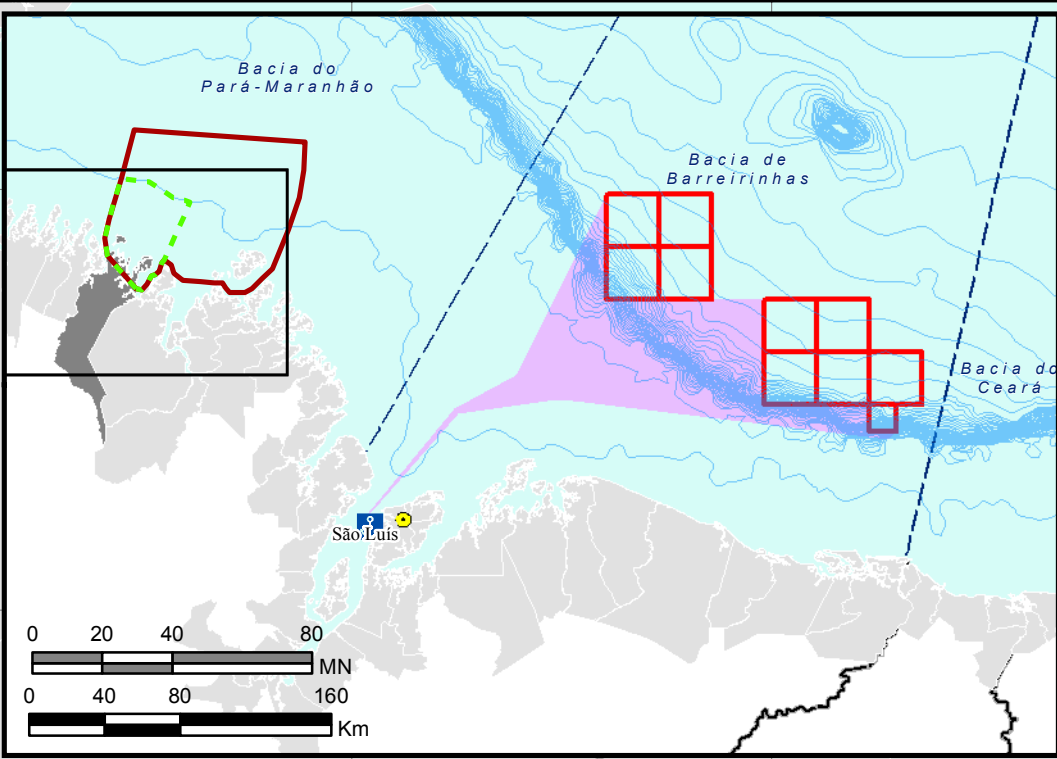 Bacia do
Pará-Maranhão
Bacia de
Barreirinhas
Bacia do
Ceará
São Luís
0 20 40 80
MN
0 40 80 160
Km